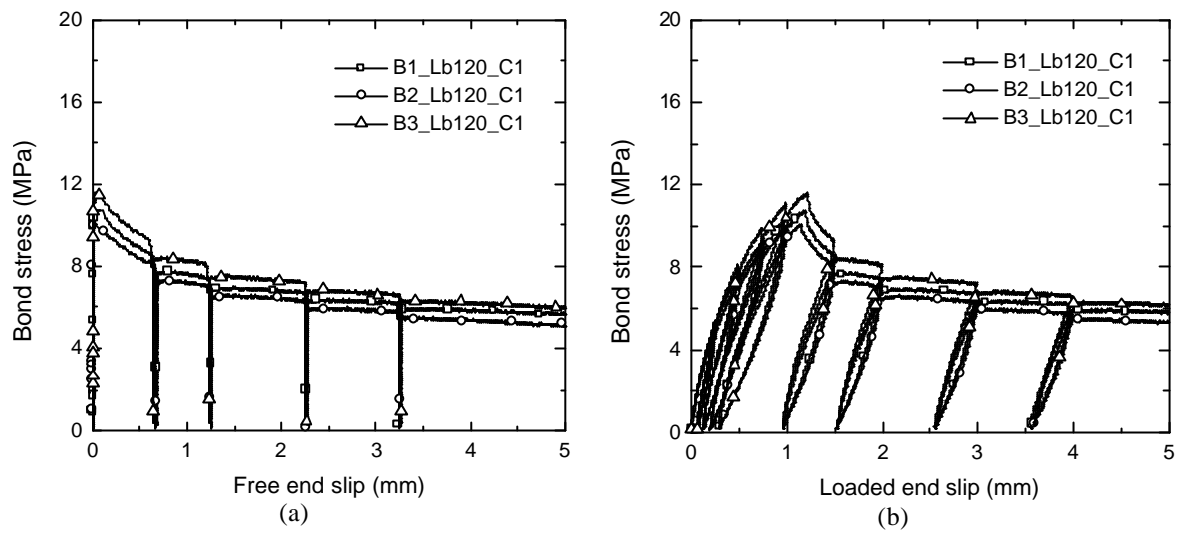 20
16
12
8
4
0
Bond stress (MPa)
B1_Lb120_C1
B2_Lb120_C1
B3_Lb120_C1
0 1 2 3 4 5
Free end slip (mm)
(a)
20
16
12
8
4
0
Bond stress (MPa)
B1_Lb120_C1
B2_Lb120_C1
B3_Lb120_C1
0 1 2 3 4 5
Loaded end slip (mm)
(b)